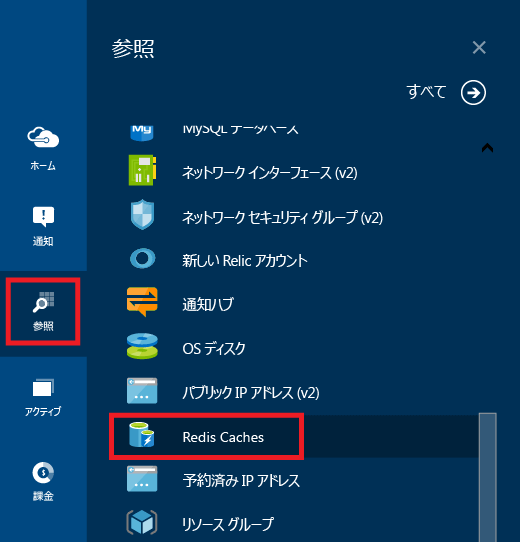 参照
すべて
ホーム
通知
参照
アクティブ
課金
MySQL データベース
ネットワーク インターフェース (v2)
ネットワーク セキュリティ グループ (v2)
新しい Relic アカウント
通知ハブ
OS ディスク
パブリック IP アドレス (v2)
Redis Caches
予約済み IP アドレス
リソース グループ